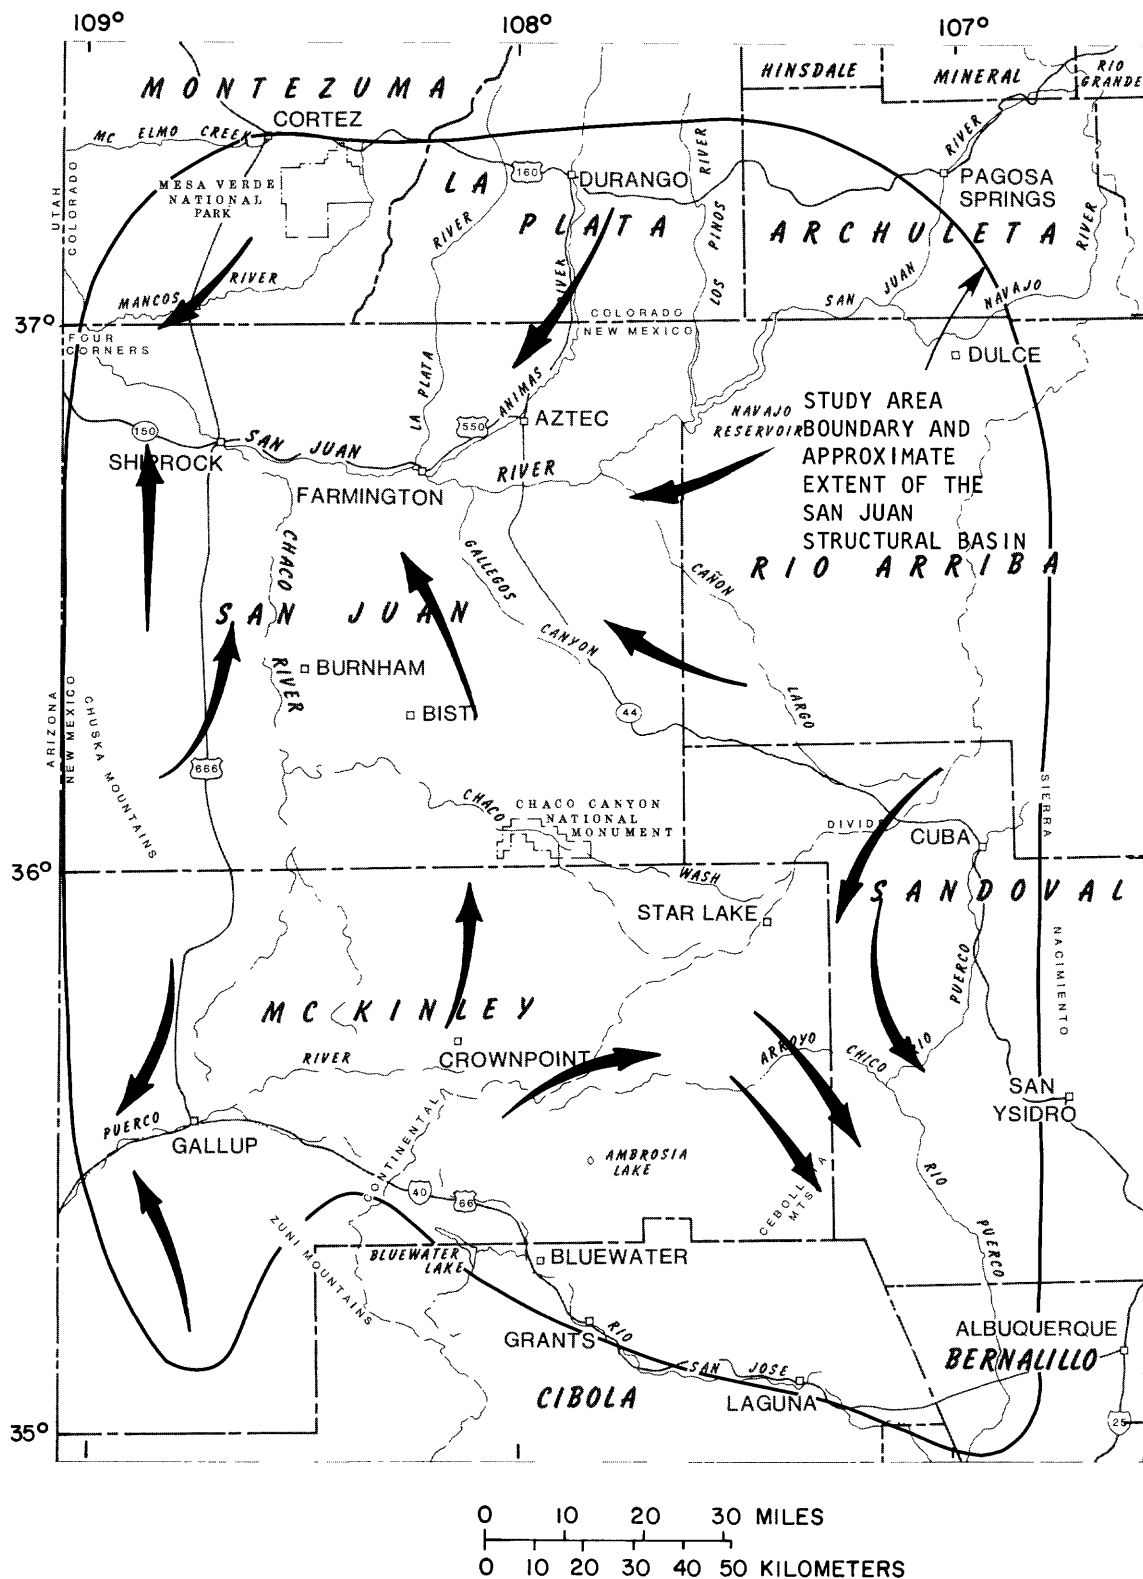 109°
108°
107°
MONTEZUMA
HINSDALE
MINERAL
RIO
GRANDE
CORTEZ
MC ELMO CREEK
RIVER
RIVER
UTAH
COLORADO
MESA VERDE
NATIONAL
PARK
LA
PLATA
160
DURANGO
PAGOSA
SPRINGS
ARCHULETA
RIVER
RIVER
LOS PINOS
RIVER
MANCOS
RIVER
SAN JUAN
NAVAJO
37°
FOUR
CORNERS
COLORADO
NEW MEXICO
DULCE
LA PLATA
ANIMAS
AZTEC
550
150
SHIPROCK
SAN JUAN
RIVER
FARMINGTON
NAVAJO
RESERVOIR
STUDY AREA
BOUNDARY AND
APPROXIMATE
EXTENT OF THE
SAN JUAN
STRUCTURAL BASIN
RIO ARRIBA
CHACO
RIVER
GALLEGOS
CANYON
CAÑON
LARGO
SAN JUAN
BURNHAM
BISTI
44
ARIZONA
NEW MEXICO
CHUSKA MOUNTAINS
666
CHACO
WASH
CHACO CANYON
NATIONAL
MONUMENT
DIVIDE
CUBA
SIERRA
NACIMIENTO
36°
SANDOVAL
STAR LAKE
PUERCO
RIO
MCKINLEY
CROWNPOINT
RIVER
ARROYO
CHICO
SAN
YSIDRO
PUERCO
GALLUP
CONTINENTAL
AMBROSIA
LAKE
CEBOLLETA
MTS
RIO
PUERCO
40
66
ZUNI MOUNTAINS
BLUEWATER
LAKE
BLUEWATER
GRANTS
RIO
SAN JOSE
LAGUNA
ALBUQUERQUE
BERNALILLO
CIBOLA
25
35°
0 10 20 30 MILES
0 10 20 30 40 50 KILOMETERS